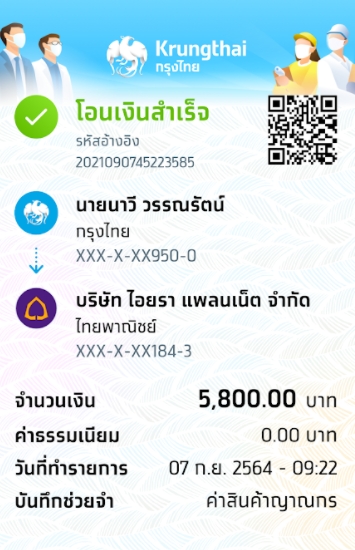 Krungthai
กรุงไทย
โอนเงินสำเร็จ
รหัสอ้างอิง
2021090745223585
นายนาวี วรรณรัตน์
กรุงไทย
XXX-X-XX950-0
บริษัท ไอยรา แพลนเน็ต จำกัด
ไทยพาณิชย์
XXX-X-XX184-3
จำนวนเงิน 5,800.00 บาท
ค่าธรรมเนียม 0.00 บาท
วันที่ทำรายการ 07 ก.ย. 2564 - 09:22
บันทึกช่วยจำ ค่าสินค้าญาณกร